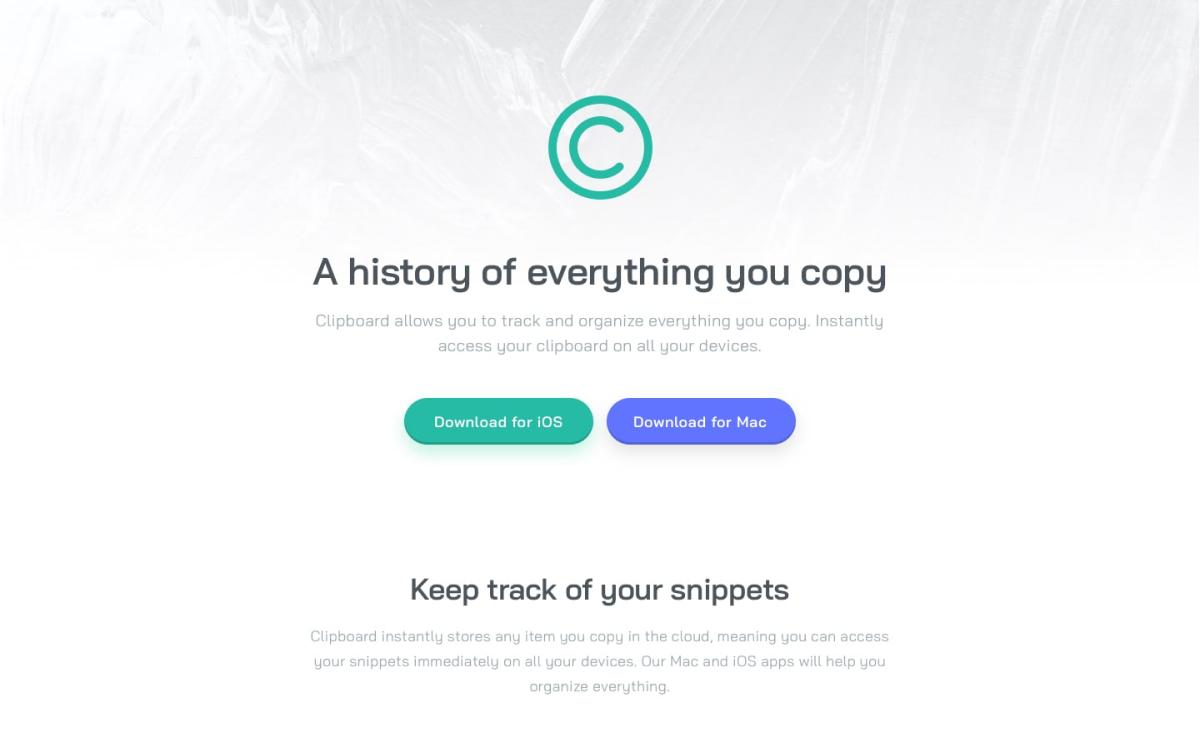 A history of everything you copy
Clipboard allows you to track and organize everything you copy. Instantly
access your clipboard on all your devices.
Download for iOS
Download for Mac
Keep track of your snippets
Clipboard instantly stores any item you copy in the cloud, meaning you can access
your snippets immediately on all your devices. Our Mac and iOS apps will help you
organize everything.